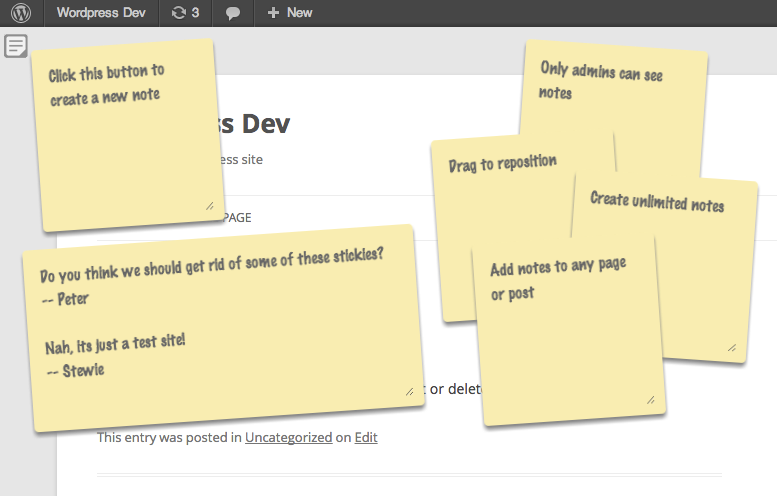 Wordpress Dev 3 New
Click this button to
create a new note
Only admins can see
notes
ss Dev
ess site
Drag to reposition
Create unlimited notes
PAGE
Do you think we should get rid of some of these stickies?
-- Peter
Nah, its just a test site!
-- Stewie
Add notes to any page
or post
t or delet
This entry was posted in Uncategorized on Edit